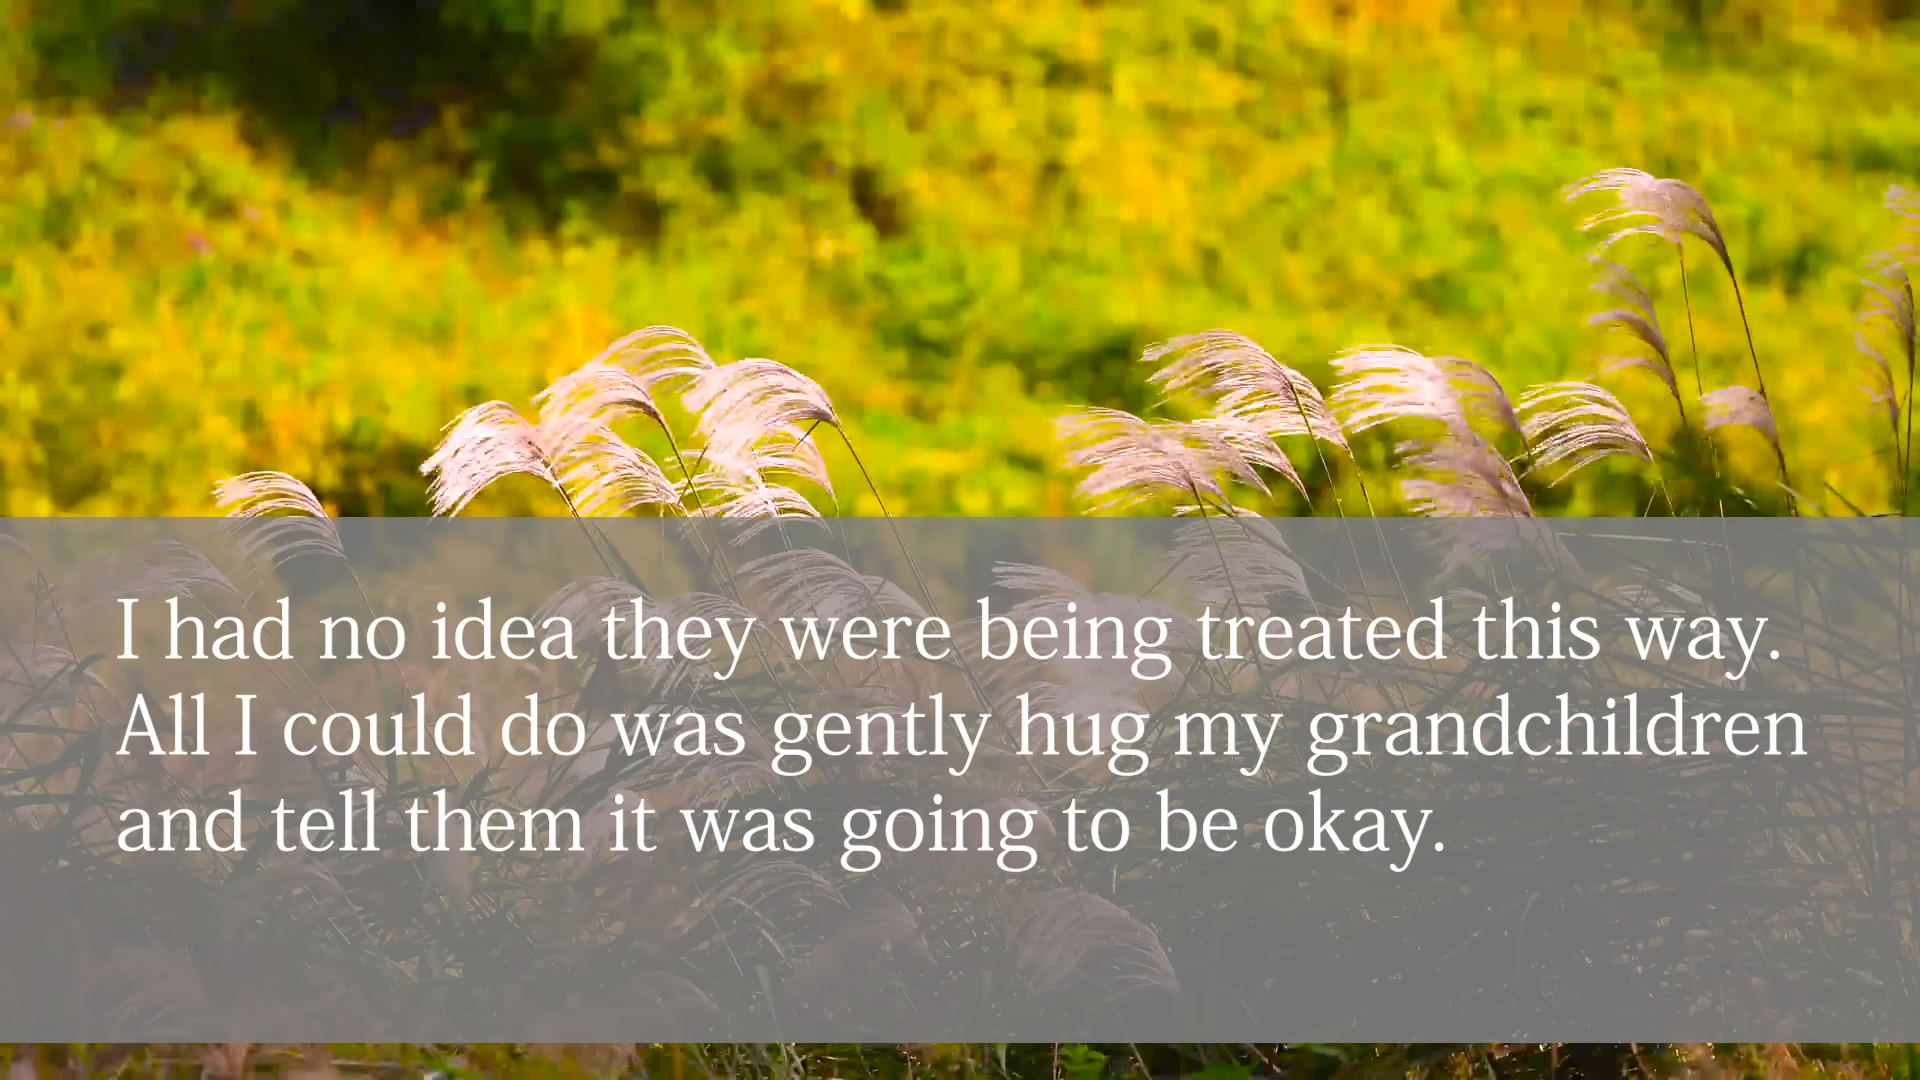 I had no idea they were being treated this way.
All I could do was gently hug my grandchildren
and tell them it was going to be okay.